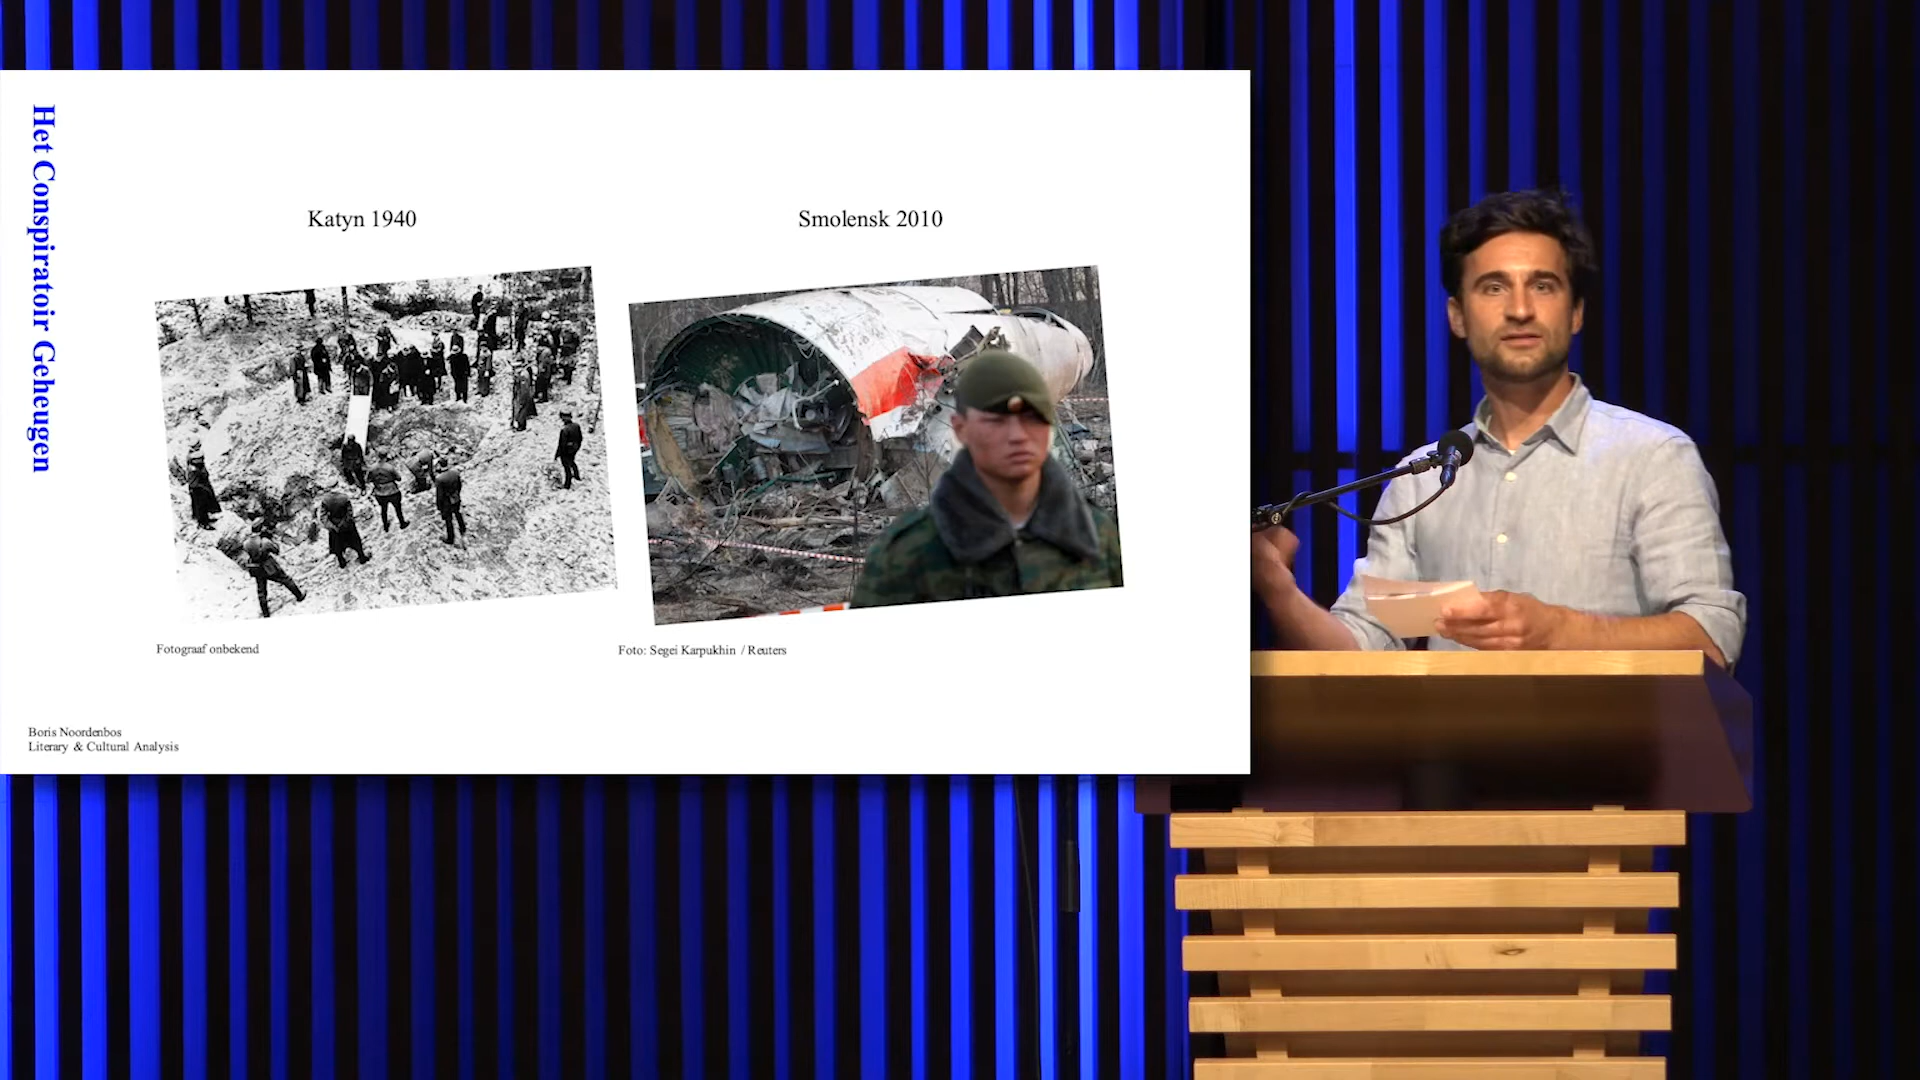 Het Conspiratoir Geheugen
Katyn 1940
Smolensk 2010
Fotograaf onbekend
Foto: Segei Karpukhin / Reuters
Boris Noordenbos
Literary & Cultural Analysis